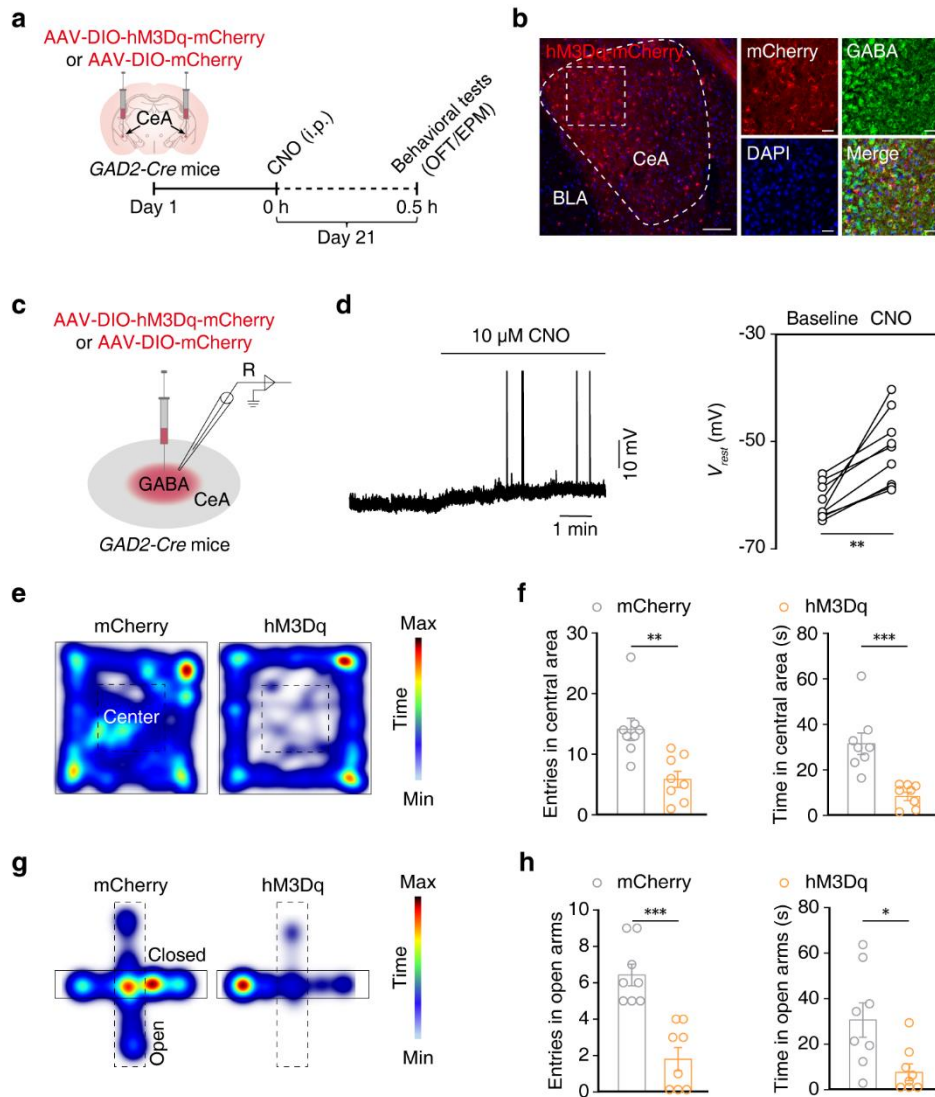 a
AAV-DIO-hM3Dq-mCherry
or AAV-DIO-mCherry
CeA
GAD2-Cre mice
CNO (i.p.)
Behavioral tests
(OFT/EPM)
Day 1
0 h
0.5 h
Day 21
b
hM3Dq-mCherry
CeA
BLA
mCherry
GABA
DAPI
Merge
c
AAV-DIO-hM3Dq-mCherry
or AAV-DIO-mCherry
R
GABA
CeA
GAD2-Cre mice
d
10 µM CNO
10 mV
1 min
Baseline CNO
-30
-50
-70
Vrest (mV)
**
e
mCherry
hM3Dq
Center
Max
Time
Min
f
mCherry
hM3Dq
Entries in central area
30
20
10
0
**
Time in central area (s)
80
60
40
20
0
***
g
mCherry
hM3Dq
Closed
Open
Max
Time
Min
h
mCherry
hM3Dq
Entries in open arms
10
8
6
4
2
0
***
Time in open arms (s)
80
60
40
20
0
*